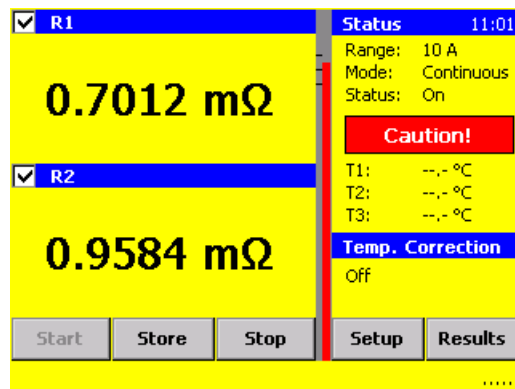 R1
0.7012 mΩ
R2
0.9584 mΩ
Start Store Stop
Status 11:01
Range: 10 A
Mode: Continuous
Status: On
Caution!
T1: --,- °C
T2: --,- °C
T3: --,- °C
Temp. Correction
Off
Setup Results
.....